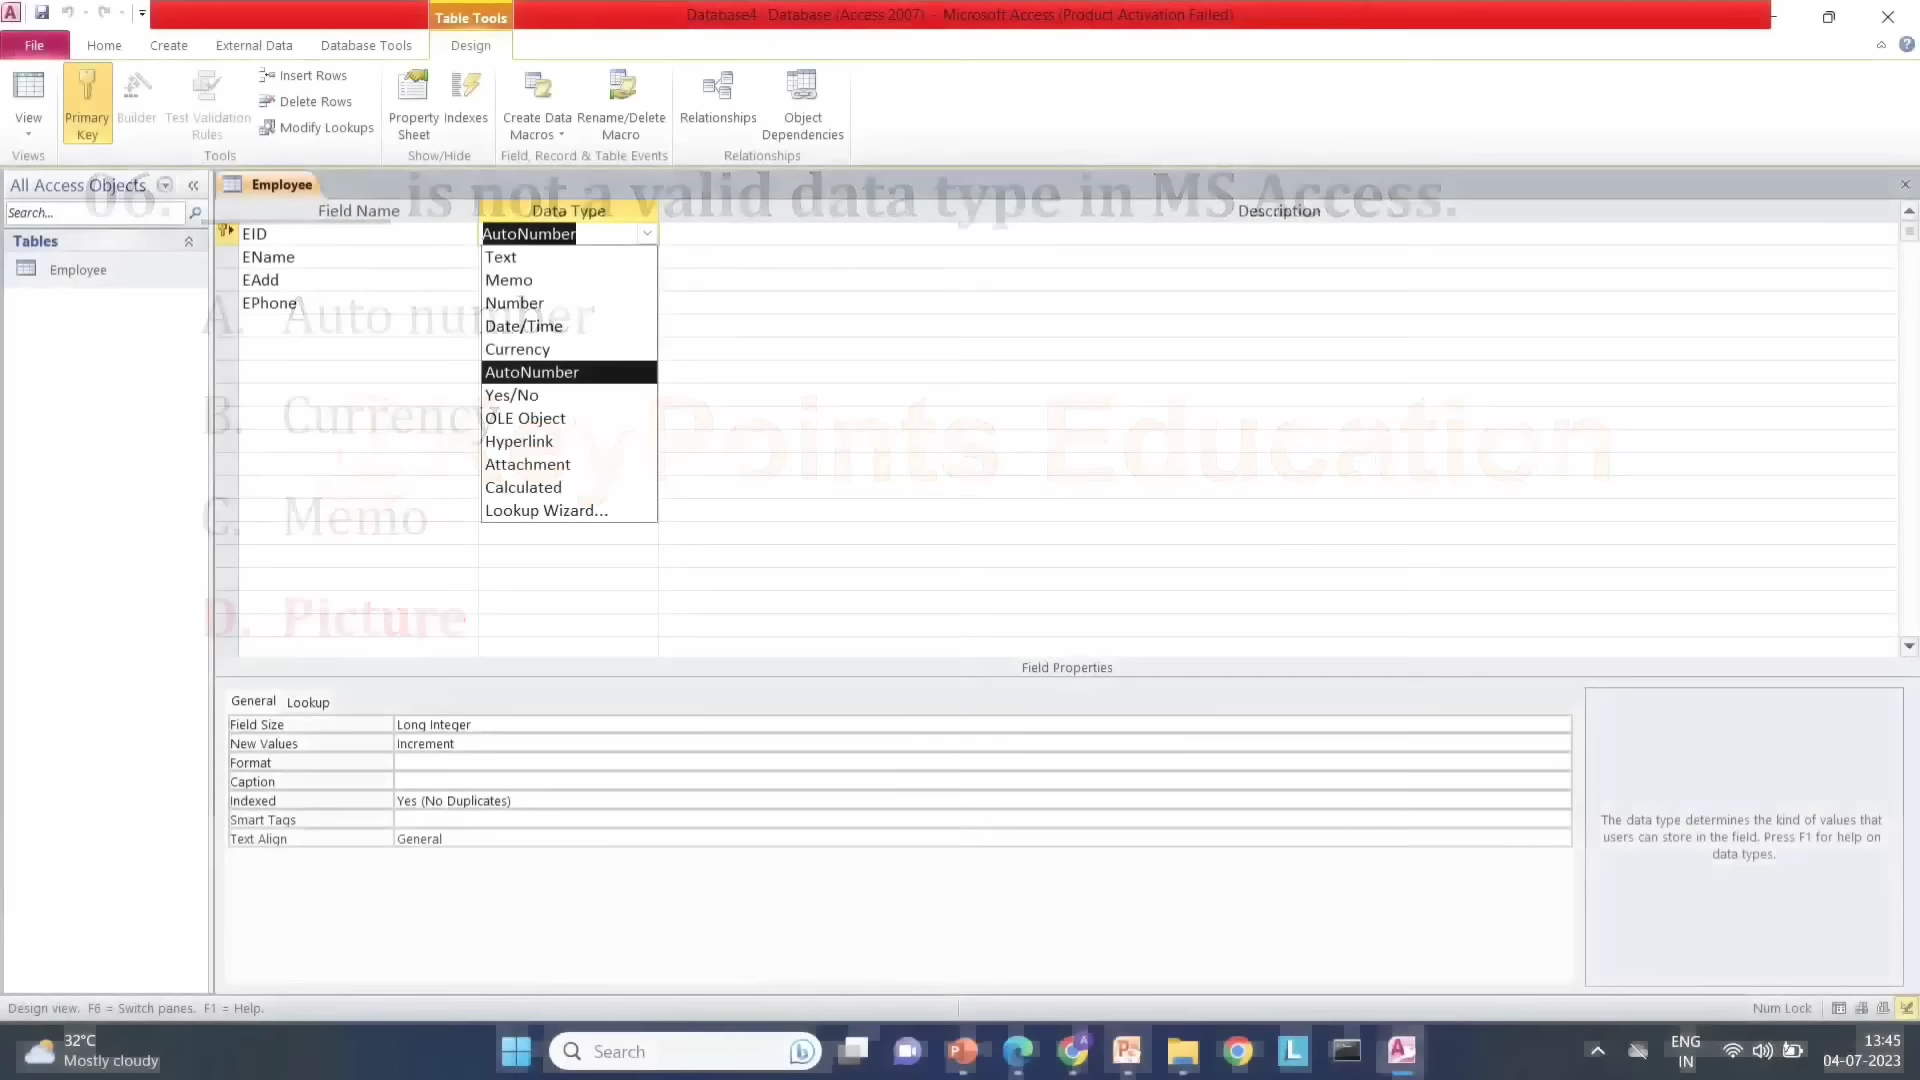 Table Tools
Database4 : Database (Access 2007) - Microsoft Access (Product Activation Failed)
File Home Create External Data Database Tools Design
View
Primary Key
Builder
Test Validation Rules
Insert Rows
Delete Rows
Modify Lookups
Property Sheet
Indexes
Create Data Macros
Rename/Delete Macro
Relationships
Object Dependencies
Views Tools Show/Hide Field, Record & Table Events Relationships
All Access Objects
Search...
Tables
Employee
Employee
06. is not a valid data type in MS Access.
Field Name Data Type Description
EID AutoNumber
EName
EAdd
EPhone
Text
Memo
Number
Date/Time
Currency
AutoNumber
Yes/No
OLE Object
Hyperlink
Attachment
Calculated
Lookup Wizard...
A. Auto number
B. Currency
C. Memo
D. Picture
Key Points Education
Field Properties
General Lookup
Field Size Long Integer
New Values Increment
Format
Caption
Indexed Yes (No Duplicates)
Smart Tags
Text Align General
The data type determines the kind of values that
users can store in the field. Press F1 for help on
data types.
Design view. F6 = Switch panes. F1 = Help.
Num Lock
32°C
Mostly cloudy
Search
ENG
IN
13:45
04-07-2023